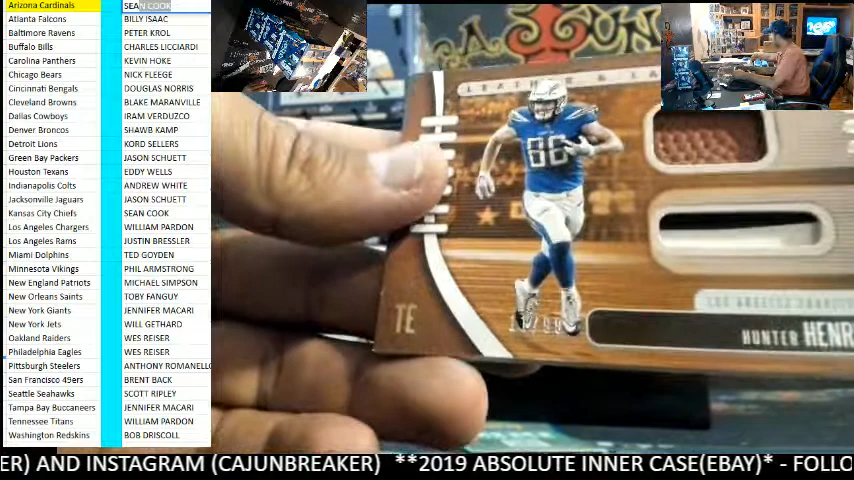 Arizona Cardinals SEAN COOK
Atlanta Falcons BILLY ISAAC
Baltimore Ravens PETER KROL
Buffalo Bills CHARLES LICCIARDI
Carolina Panthers KEVIN HOKE
Chicago Bears NICK FLEEGE
Cincinnati Bengals DOUGLAS NORRIS
Cleveland Browns BLAKE MARANVILLE
Dallas Cowboys IRAM VERDUZCO
Denver Broncos SHAWB KAMP
Detroit Lions KORD SELLERS
Green Bay Packers JASON SCHUETT
Houston Texans EDDY WELLS
Indianapolis Colts ANDREW WHITE
Jacksonville Jaguars JASON SCHUETT
Kansas City Chiefs SEAN COOK
Los Angeles Chargers WILLIAM PARDON
Los Angeles Rams JUSTIN BRESSLER
Miami Dolphins TED GOYDEN
Minnesota Vikings PHIL ARMSTRONG
New England Patriots MICHAEL SIMPSON
New Orleans Saints TOBY FANGUY
New York Giants JENNIFER MACARI
New York Jets WILL GETHARD
Oakland Raiders WES REISER
Philadelphia Eagles WES REISER
Pittsburgh Steelers ANTHONY ROMANELLO
San Francisco 49ers BRENT BACK
Seattle Seahawks SCOTT RIPLEY
Tampa Bay Buccaneers JENNIFER MACARI
Tennessee Titans WILLIAM PARDON
Washington Redskins BOB DRISCOLL
LEATHER & LA
86
TE
LOS ANGELES
HUNTER HENR
ER) AND INSTAGRAM (CAJUNBREAKER) **2019 ABSOLUTE INNER CASE(EBAY)* - FOLLO